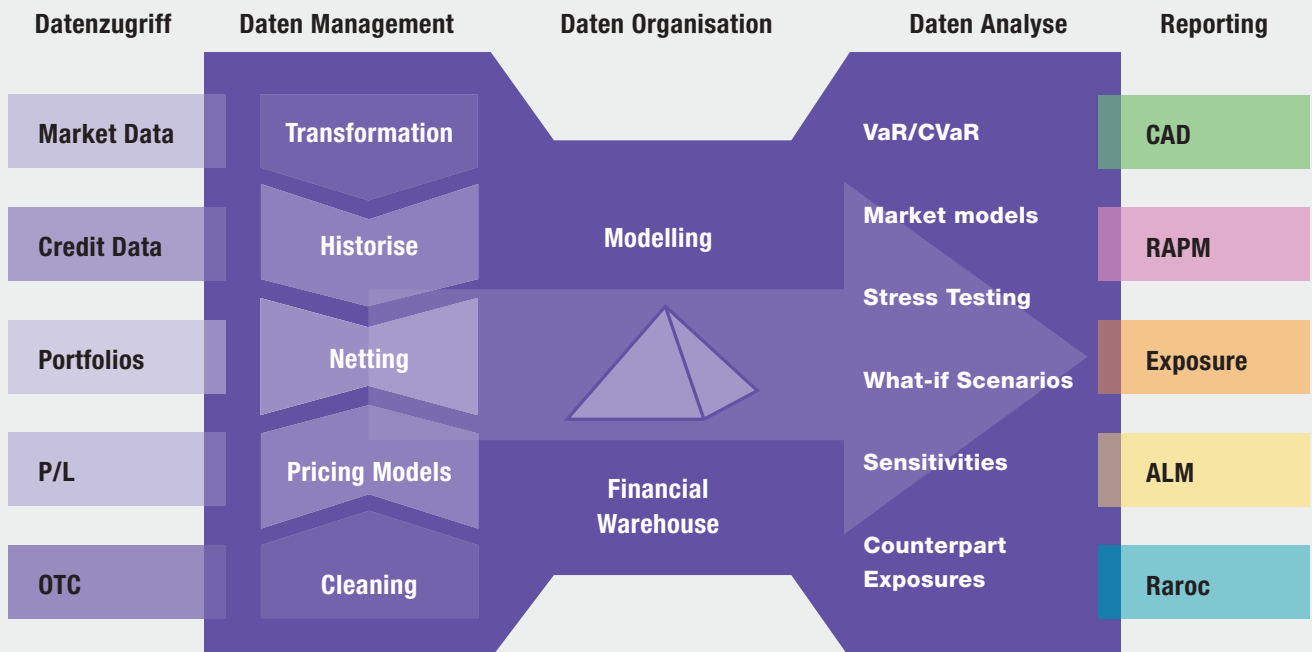 Datenzugriff
Daten Management
Daten Organisation
Daten Analyse
Reporting
Market Data
Credit Data
Portfolios
P/L
OTC
Transformation
Historise
Netting
Pricing Models
Cleaning
Modelling
Financial
Warehouse
VaR/CVaR
Market models
Stress Testing
What-if Scenarios
Sensitivities
Counterpart
Exposures
CAD
RAPM
Exposure
ALM
Raroc